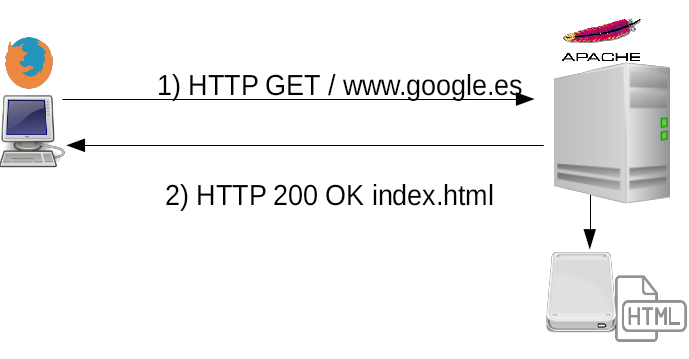 APACHE
1) HTTP GET / www.google.es
2) HTTP 200 OK index.html
HTML